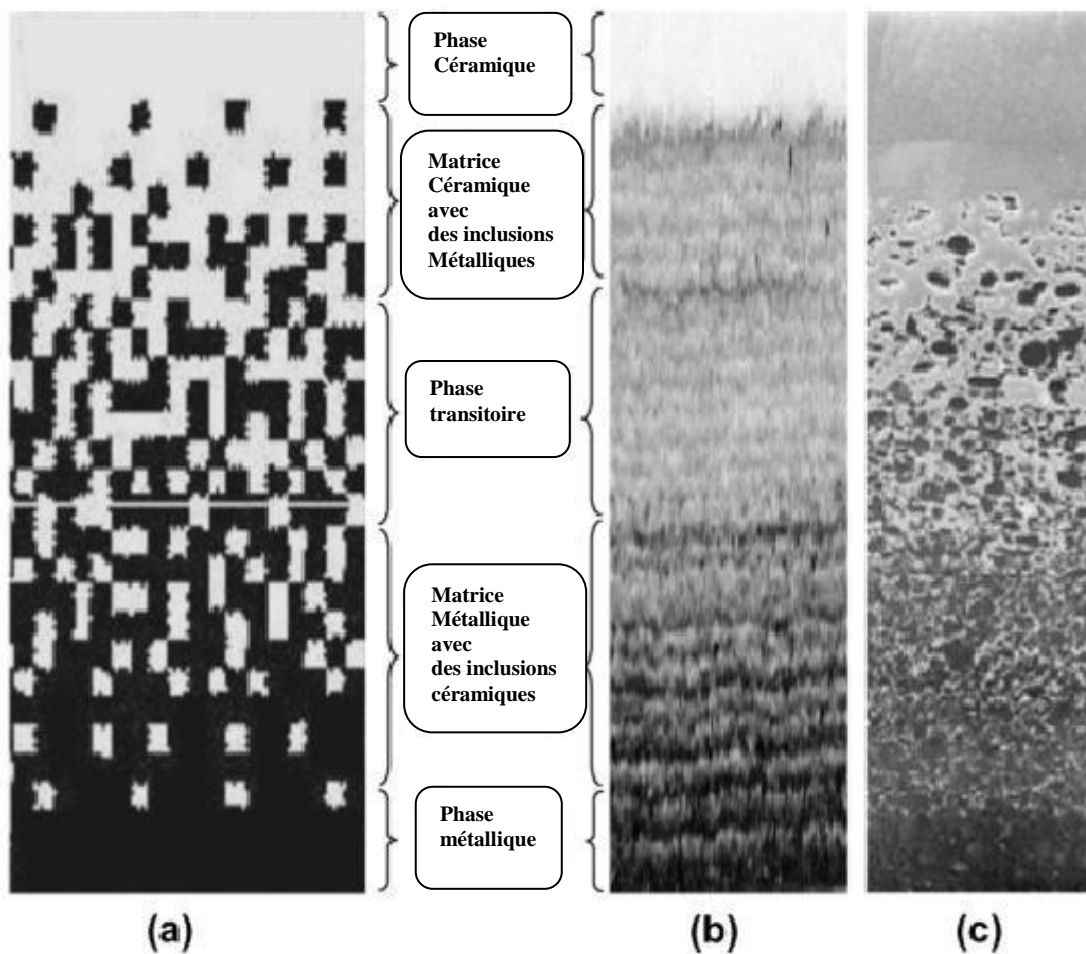 Phase
Céramique
Matrice
Céramique
avec
des inclusions
Métalliques
Phase
transitoire
Matrice
Métallique
avec
des inclusions
céramiques
Phase
métallique
(a)
(b)
(c)